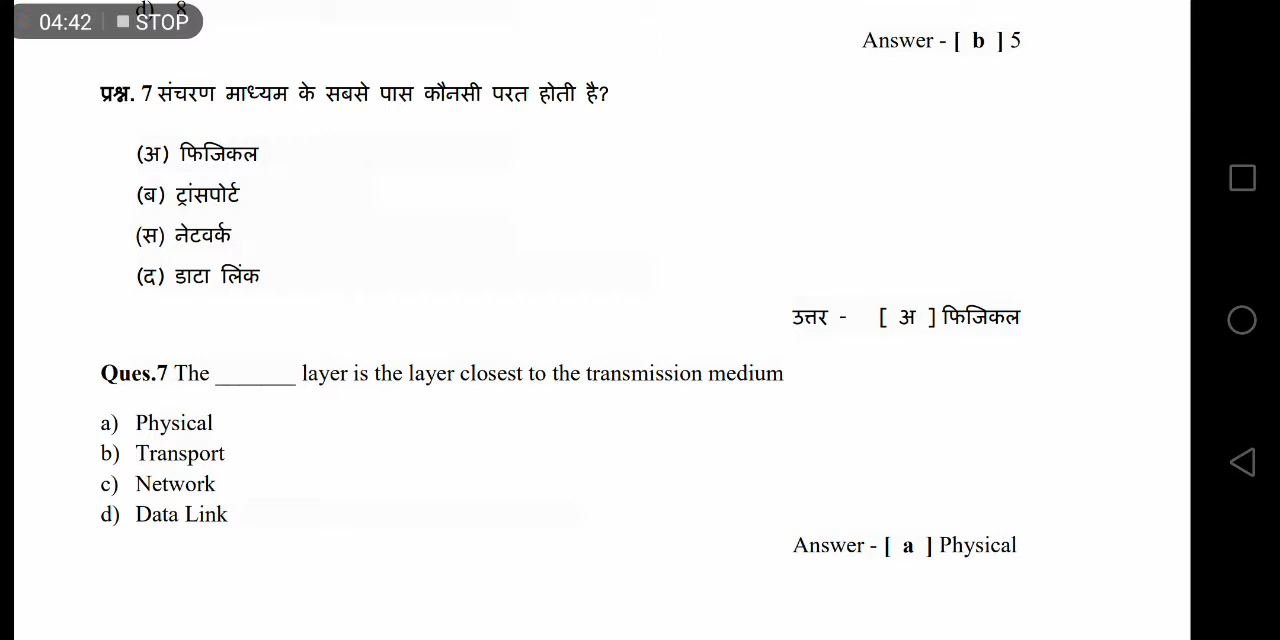 d) 8
04:42 STOP
Answer - [ b ] 5
प्रश्न. 7 संचरण माध्यम के सबसे पास कौनसी परत होती है?
(अ) फिजिकल
(ब) ट्रांसपोर्ट
(स) नेटवर्क
(द) डाटा लिंक
उत्तर - [ अ ] फिजिकल
Ques.7 The _______ layer is the layer closest to the transmission medium
a) Physical
b) Transport
c) Network
d) Data Link
Answer - [ a ] Physical